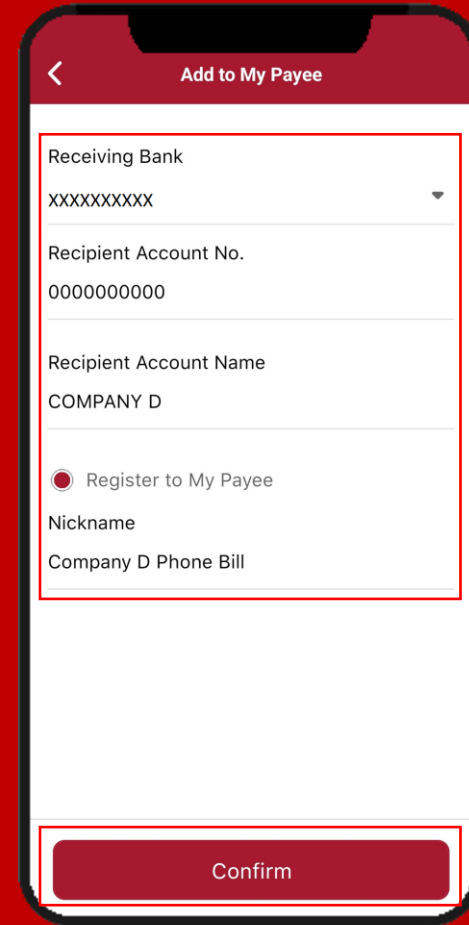 Add to My Payee
Receiving Bank
XXXXXXXXXX
Recipient Account No.
0000000000
Recipient Account Name
COMPANY D
Register to My Payee
Nickname
Company D Phone Bill
Confirm